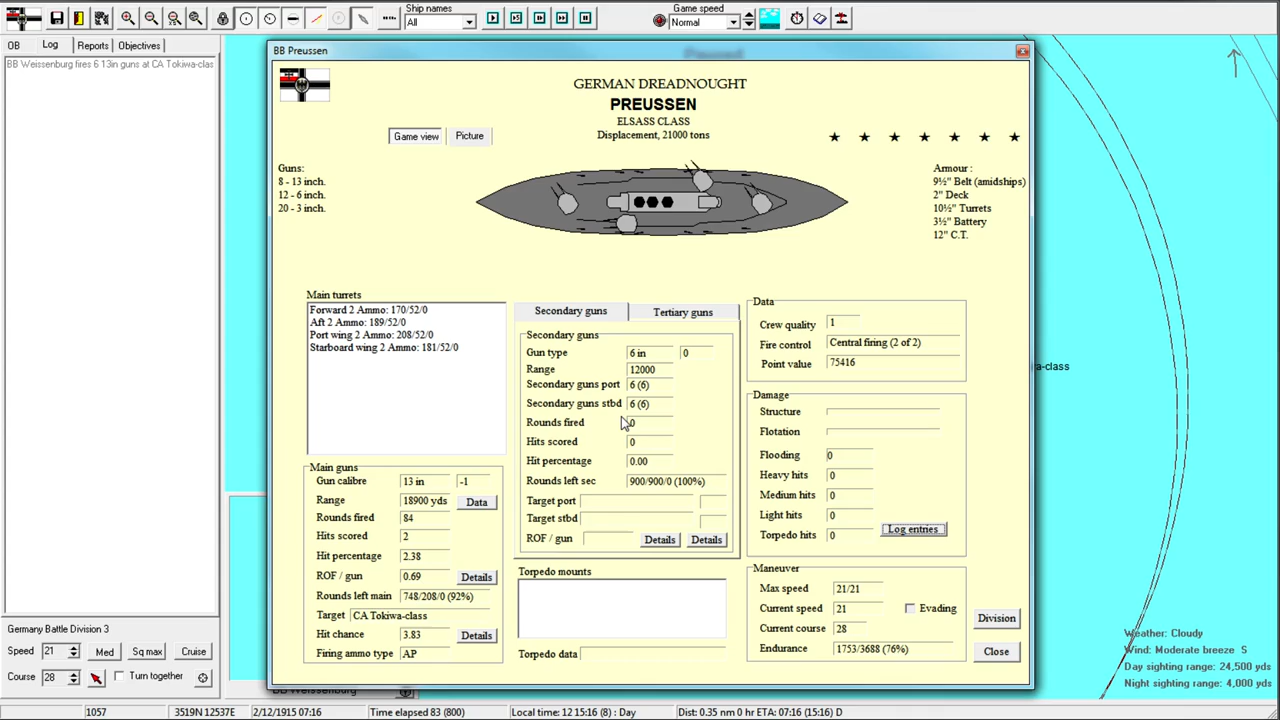 Ship names
All
Game speed
Normal
OB
Log
Reports
Objectives
BB Weissenburg fires 6 13in guns at CA Tokiwa-clas
BB Preussen
GERMAN DREADNOUGHT
PREUSSEN
ELSASS CLASS
Displacement, 21000 tons
Game view
Picture
Guns:
8 - 13 inch.
12 - 6 inch.
20 - 3 inch.
Armour :
9½" Belt (amidships)
2" Deck
10½" Turrets
3½" Battery
12" C.T.
Main turrets
Forward 2 Ammo: 170/52/0
Aft 2 Ammo: 189/52/0
Port wing 2 Ammo: 208/52/0
Starboard wing 2 Ammo: 181/52/0
Main guns
Gun calibre 13 in -1
Range 18900 yds Data
Rounds fired 84
Hits scored 2
Hit percentage 2.38
ROF / gun 0.69 Details
Rounds left main 748/208/0 (92%)
Target CA Tokiwa-class
Hit chance 3.83 Details
Firing ammo type AP
Secondary guns
Tertiary guns
Secondary guns
Gun type 6 in 0
Range 12000
Secondary guns port 6 (6)
Secondary guns stbd 6 (6)
Rounds fired 0
Hits scored 0
Hit percentage 0.00
Rounds left sec 900/900/0 (100%)
Target port
Target stbd
ROF / gun Details Details
Torpedo mounts
Torpedo data
Data
Crew quality 1
Fire control Central firing (2 of 2)
Point value 75416
Damage
Structure
Flotation
Flooding 0
Heavy hits 0
Medium hits 0
Light hits 0
Torpedo hits 0
Log entries
Maneuver
Max speed 21/21
Current speed 21 Evading
Current course 28
Endurance 1753/3688 (76%)
Division
Close
wa-class
Germany Battle Division 3
Speed 21 Med Sq max Cruise
Course 28 Turn together
BB Weissenburg
Weather: Cloudy
Wind: Moderate breeze S
Day sighting range: 24,500 yds
Night sighting range: 4,000 yds
1057
3519N 12537E
2/12/1915 07:16
Time elapsed 83 (800)
Local time: 12 15:16 (8) : Day
Dist: 0.35 nm 0 hr ETA: 07:16 (15:16) D